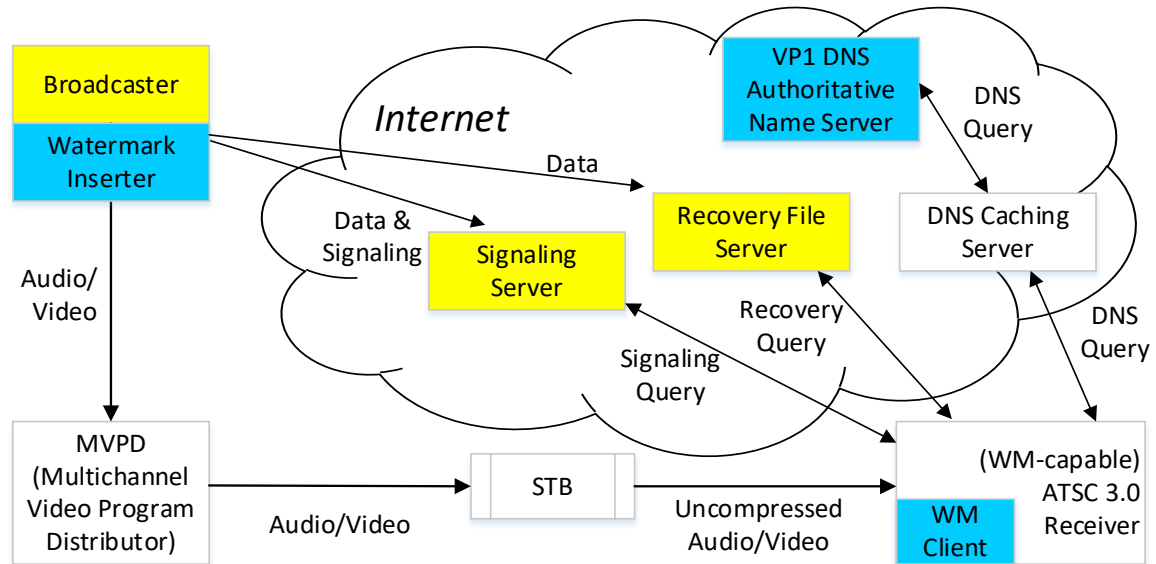 Broadcaster
Watermark
Inserter
Internet
VP1 DNS
Authoritative
Name Server
DNS
Query
Data
Data &
Signaling
Signaling
Server
Recovery File
Server
DNS Caching
Server
Audio/
Video
Recovery
Query
Signaling
Query
DNS
Query
MVPD
(Multichannel
Video Program
Distributor)
Audio/Video
STB
Uncompressed
Audio/Video
(WM-capable)
ATSC 3.0
Receiver
WM
Client